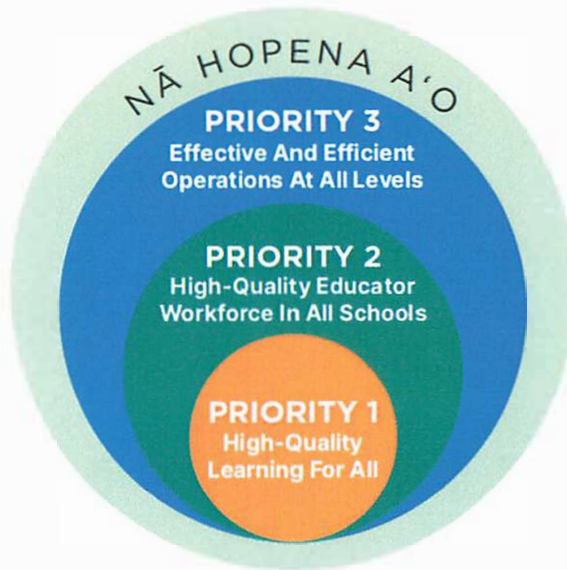 NĀ HOPENA AʻO
PRIORITY 3
Effective And Efficient
Operations At All Levels
PRIORITY 2
High-Quality Educator
Workforce In All Schools
PRIORITY 1
High-Quality
Learning For All